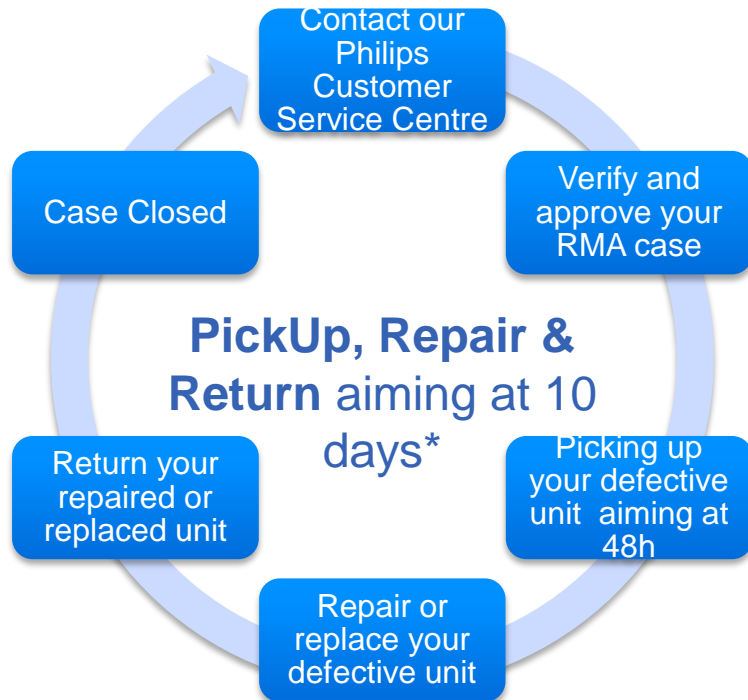 Contact our
Philips
Customer
Service Centre
Verify and
approve your
RMA case
Picking up
your defective
unit  aiming at
48h
Repair or
replace your
defective unit
Return your
repaired or
replaced unit
Case Closed
PickUp, Repair &
Return aiming at 10
days*